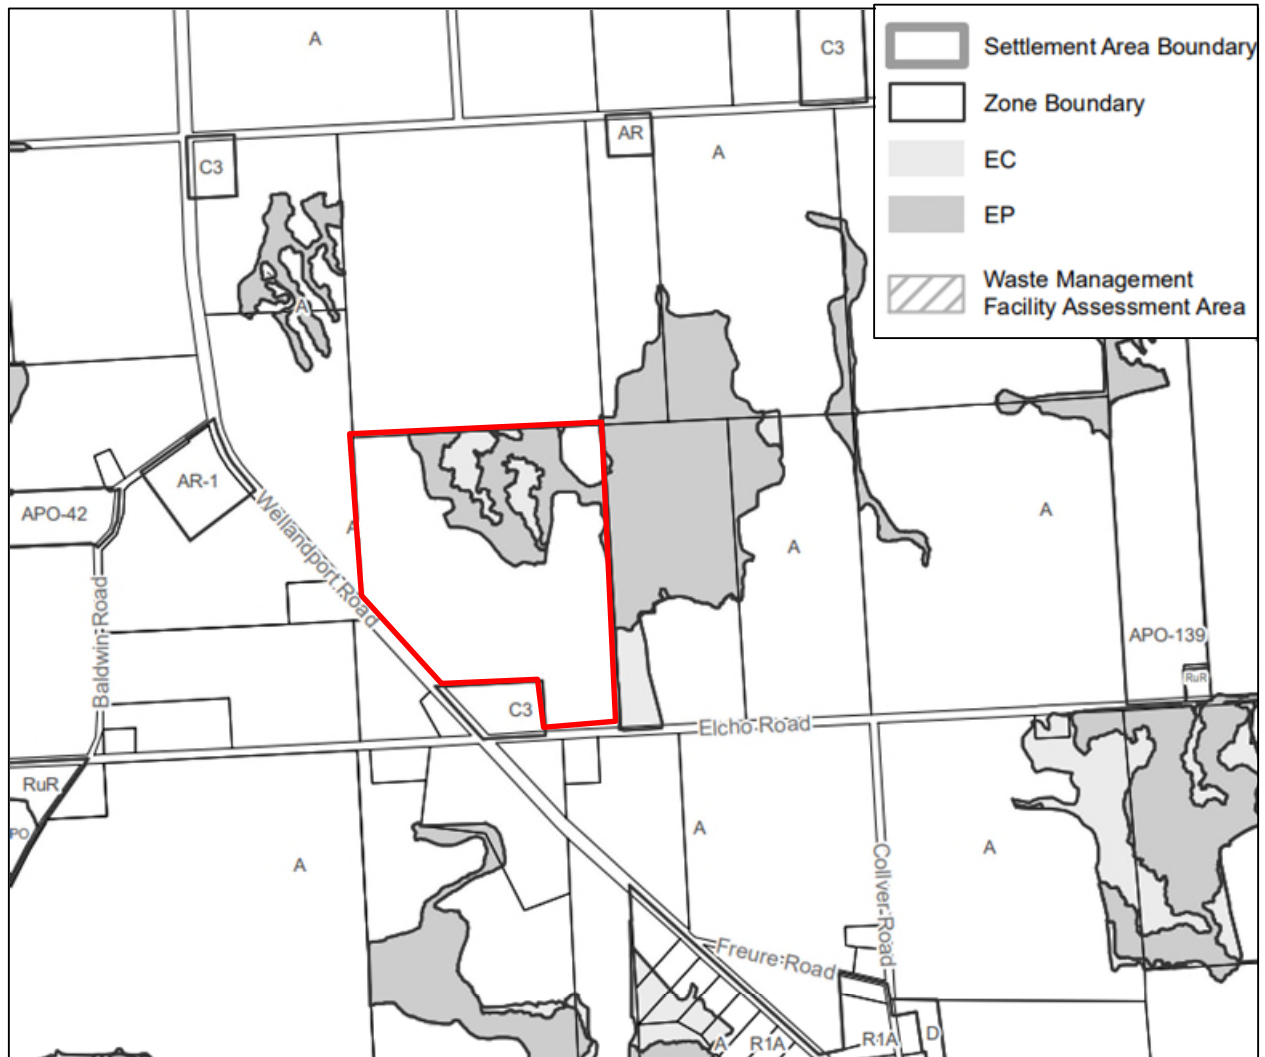 A
C3
Settlement Area Boundary
Zone Boundary
EC
EP
Waste Management
Facility Assessment Area
C3
AR
A
A
AR-1
APO-42
Wellandport Road
A
A
A
Baldwin Road
APO-139
RuR
C3
Elcho Road
RuR
PO
A
A
A
Collver Road
Freure Road
A
R1A
R1A
D